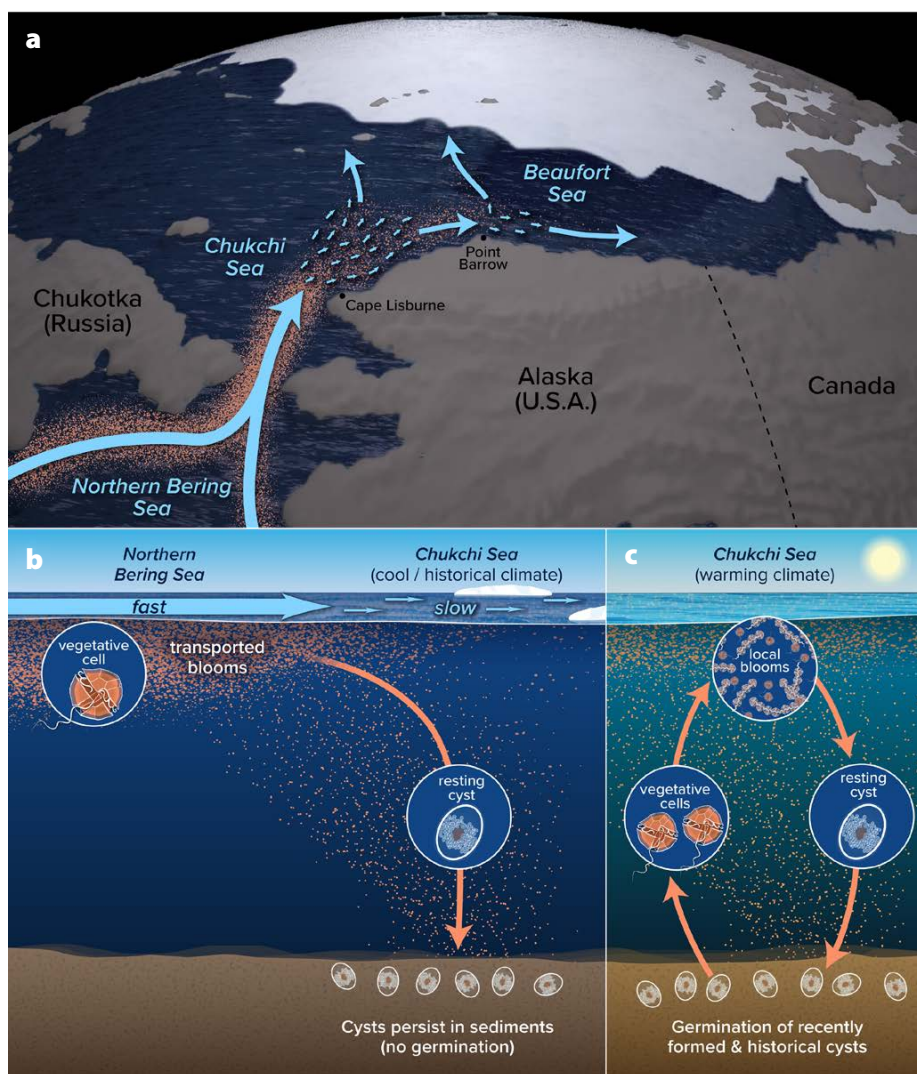 a
Beaufort
Sea
Chukchi
Sea
Point
Barrow
Chukotka
(Russia)
Cape Lisburne
Alaska
(U.S.A.)
Canada
Northern Bering
Sea
b
Northern
Bering Sea
Chukchi Sea
(cool / historical climate)
fast
slow
vegetative
cell
transported
blooms
resting
cyst
Cysts persist in sediments
(no germination)
c
Chukchi Sea
(warming climate)
local
blooms
vegetative
cells
resting
cyst
Germination of recently
formed & historical cysts